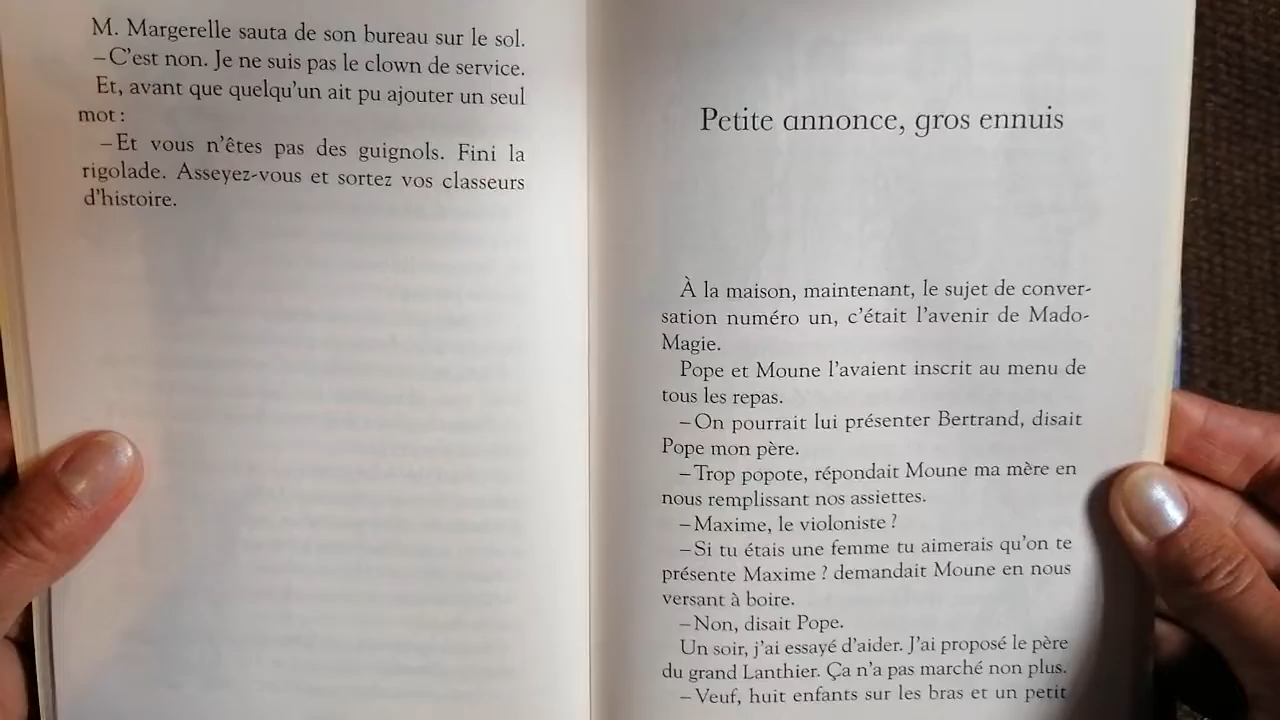 M. Margerelle sauta de son bureau sur le sol.
– C'est non. Je ne suis pas le clown de service.
Et, avant que quelqu'un ait pu ajouter un seul
mot :
– Et vous n'êtes pas des guignols. Fini la
rigolade. Asseyez-vous et sortez vos classeurs
d'histoire.
Petite annonce, gros ennuis
À la maison, maintenant, le sujet de conver-
sation numéro un, c'était l'avenir de Mado-
Magie.
Pope et Moune l'avaient inscrit au menu de
tous les repas.
– On pourrait lui présenter Bertrand, disait
Pope mon père.
– Trop popote, répondait Moune ma mère en
nous remplissant nos assiettes.
– Maxime, le violoniste ?
– Si tu étais une femme tu aimerais qu'on te
présente Maxime ? demandait Moune en nous
versant à boire.
– Non, disait Pope.
Un soir, j'ai essayé d'aider. J'ai proposé le père
du grand Lanthier. Ça n'a pas marché non plus.
– Veuf, huit enfants sur les bras et un petit